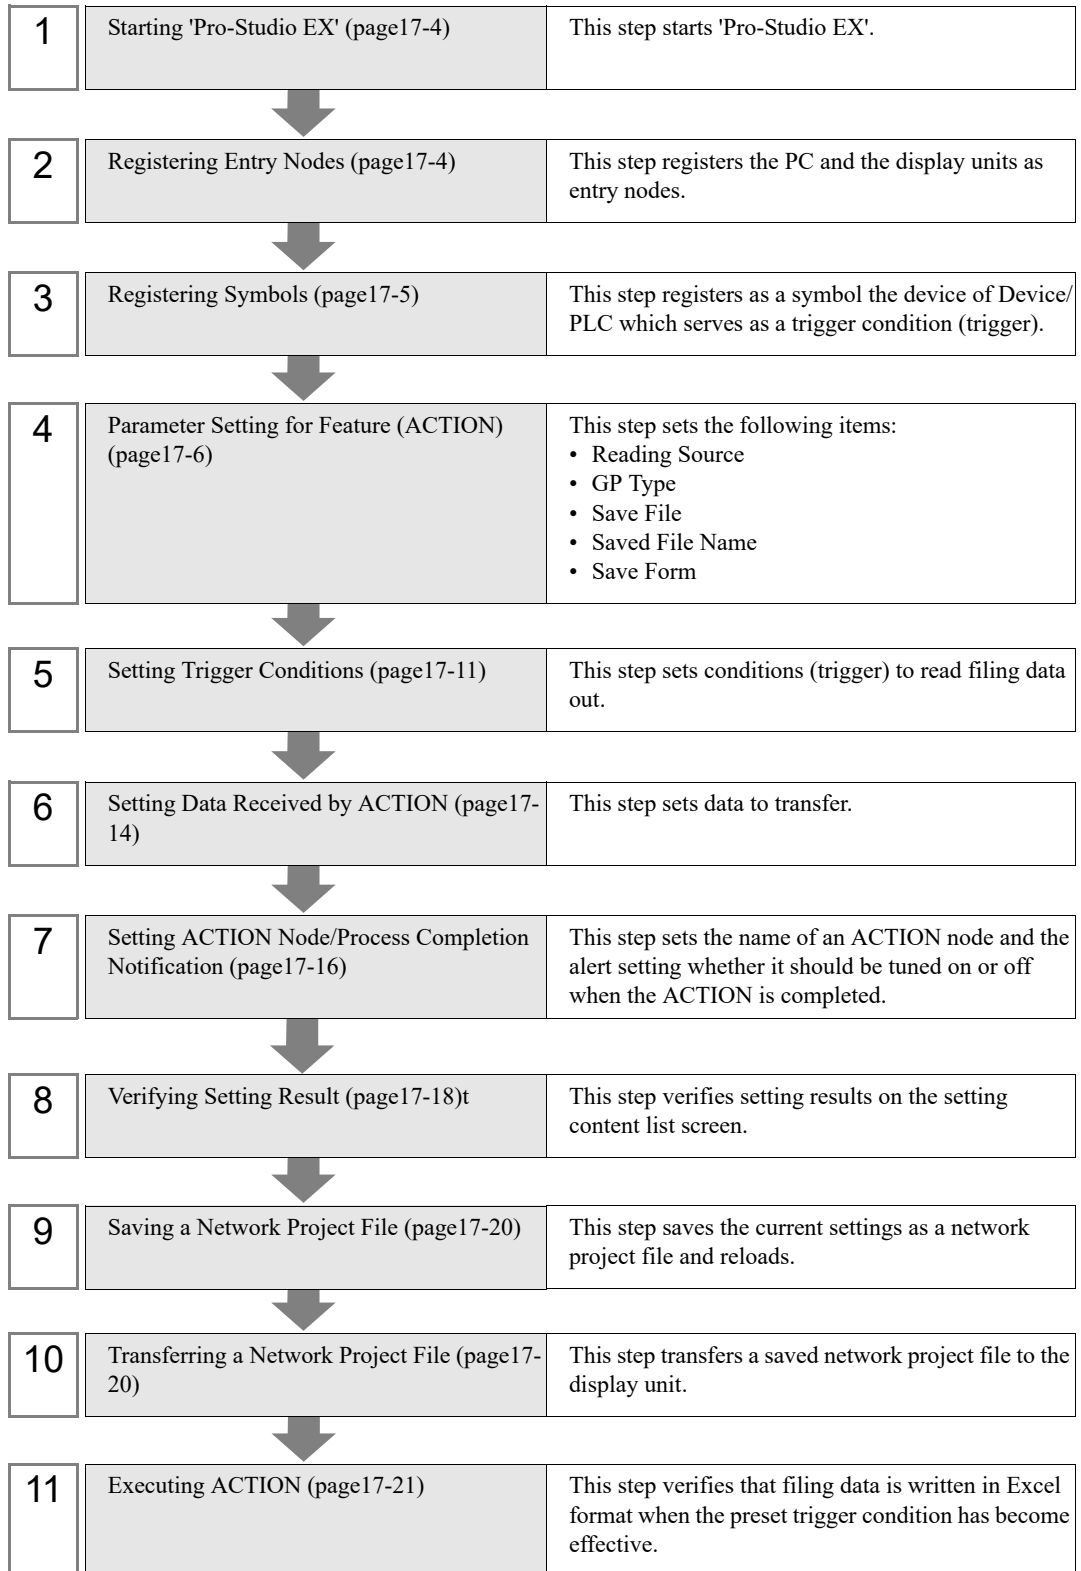 1
Starting 'Pro-Studio EX' (page17-4)
This step starts 'Pro-Studio EX'.
2
Registering Entry Nodes (page17-4)
This step registers the PC and the display units as
entry nodes.
3
Registering Symbols (page17-5)
This step registers as a symbol the device of Device/
PLC which serves as a trigger condition (trigger).
4
Parameter Setting for Feature (ACTION)
(page17-6)
This step sets the following items:
• Reading Source
• GP Type
• Save File
• Saved File Name
• Save Form
5
Setting Trigger Conditions (page17-11)
This step sets conditions (trigger) to read filing data
out.
6
Setting Data Received by ACTION (page17-
14)
This step sets data to transfer.
7
Setting ACTION Node/Process Completion
Notification (page17-16)
This step sets the name of an ACTION node and the
alert setting whether it should be tuned on or off
when the ACTION is completed.
8
Verifying Setting Result (page17-18)t
This step verifies setting results on the setting
content list screen.
9
Saving a Network Project File (page17-20)
This step saves the current settings as a network
project file and reloads.
10
Transferring a Network Project File (page17-
20)
This step transfers a saved network project file to the
display unit.
11
Executing ACTION (page17-21)
This step verifies that filing data is written in Excel
format when the preset trigger condition has become
effective.